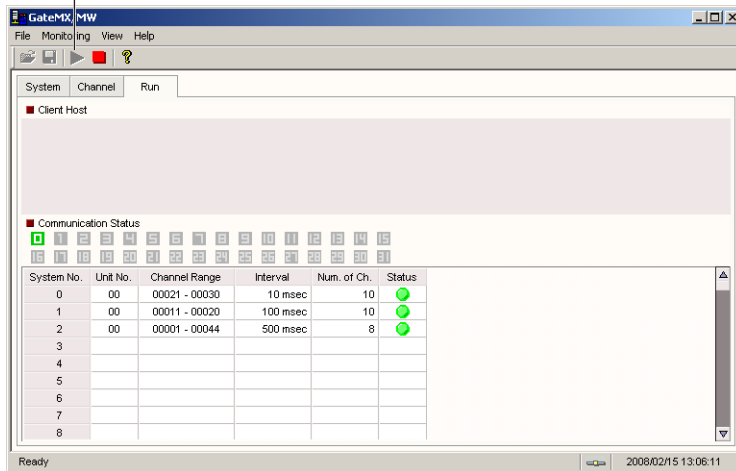 GateMX/MW
File Monitoring View Help
System Channel Run
Client Host
Communication Status
0 1 2 3 4 5 6 7 8 9 10 11 12 13 14 15
16 17 18 19 20 21 22 23 24 25 26 27 28 29 30 31
System No. Unit No. Channel Range Interval Num. of Ch. Status
0 00 00021 - 00030 10 msec 10
1 00 00011 - 00020 100 msec 10
2 00 00001 - 00044 500 msec 8
3
4
5
6
7
8
Ready 2008/02/15 13:06:11